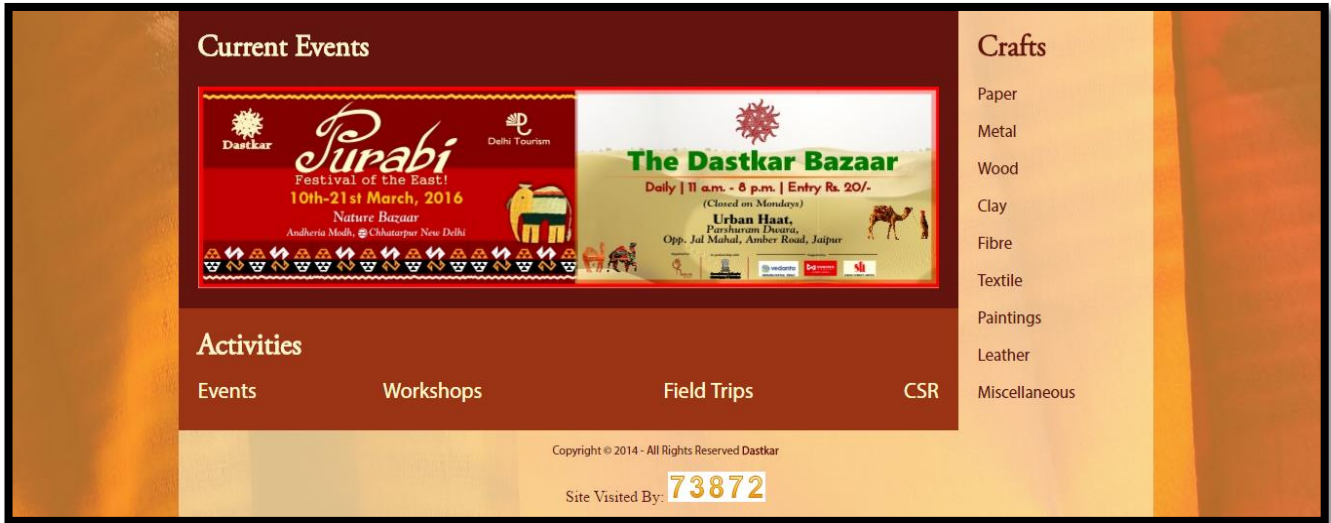 Current Events
Dastkar
Purabi
Delhi Tourism
Festival of the East!
10th-21st March, 2016
Nature Bazaar
Andheria Modh, Chhatarpur New Delhi
The Dastkar Bazaar
Daily | 11 a.m. - 8 p.m. | Entry Rs. 20/-
(Closed on Mondays)
Urban Haat,
Parshuram Dwara,
Opp. Jal Mahal, Amber Road, Jaipur
vedanta
Activities
Events Workshops Field Trips CSR
Crafts
Paper
Metal
Wood
Clay
Fibre
Textile
Paintings
Leather
Miscellaneous
Copyright © 2014 - All Rights Reserved Dastkar
Site Visited By: 73872